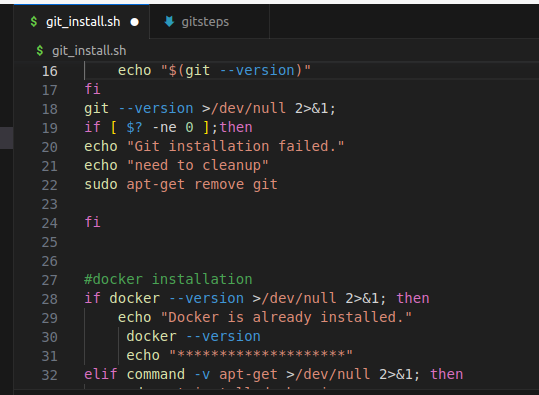 $ git_install.sh ● gitsteps
$ git_install.sh
16 echo "$(git --version)"
17 fi
18 git --version >/dev/null 2>&1;
19 if [ $? -ne 0 ];then
20 echo "Git installation failed."
21 echo "need to cleanup"
22 sudo apt-get remove git
23
24 fi
25
26
27 #docker installation
28 if docker --version >/dev/null 2>&1; then
29 echo "Docker is already installed."
30 docker --version
31 echo "********************"
32 elif command -v apt-get >/dev/null 2>&1; then